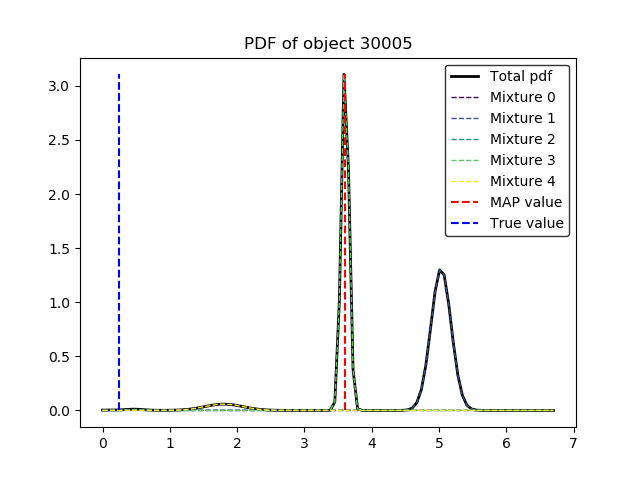 PDF of object 30005
Total pdf
Mixture 0
Mixture 1
Mixture 2
Mixture 3
Mixture 4
MAP value
True value
3.0
2.5
2.0
1.5
1.0
0.5
0.0
0 1 2 3 4 5 6 7